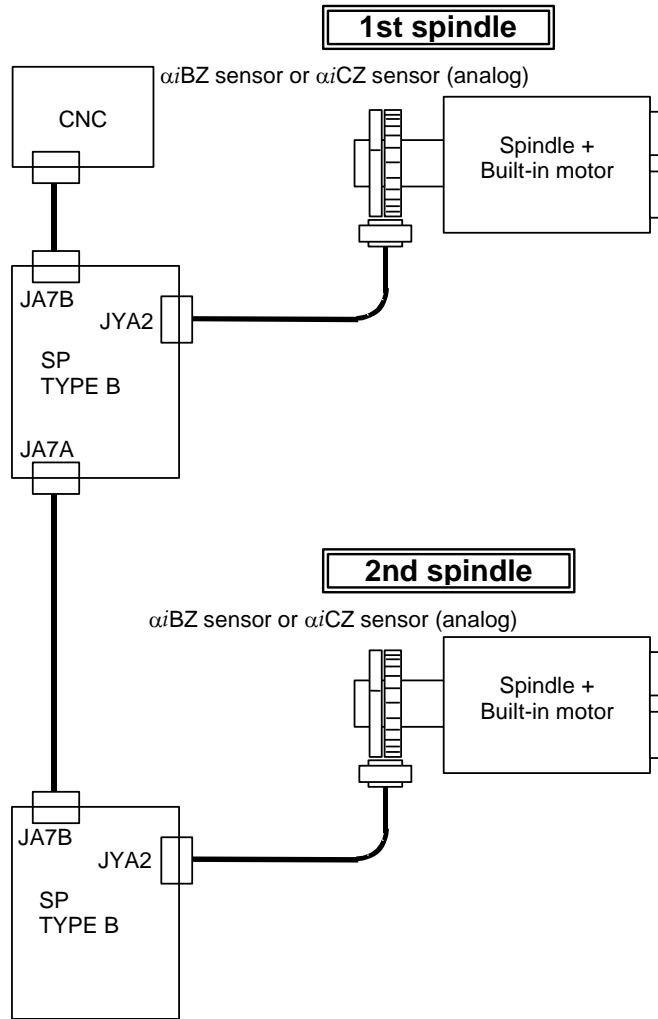 1st spindle
αiBZ sensor or αiCZ sensor (analog)
CNC
Spindle +
Built-in motor
JA7B
JYA2
SP
TYPE B
JA7A
2nd spindle
αiBZ sensor or αiCZ sensor (analog)
Spindle +
Built-in motor
JA7B
JYA2
SP
TYPE B